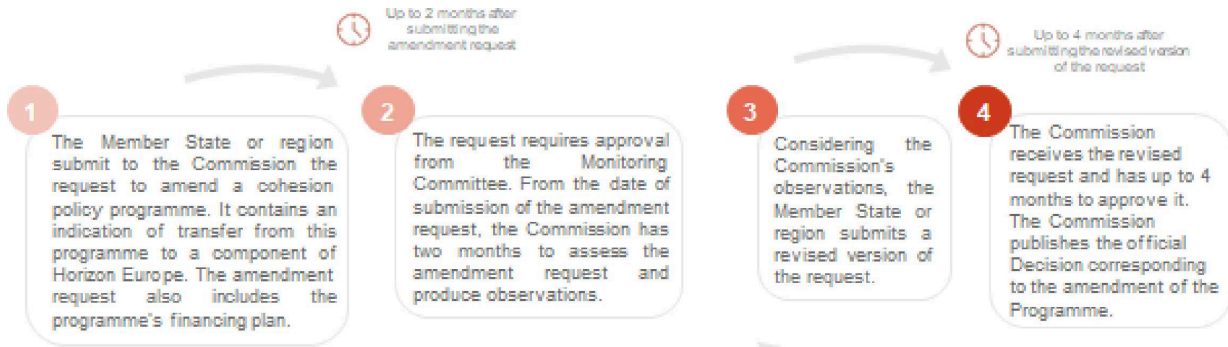 Up to 2 months after
submitting the
amendment request
Up to 4 months after
submitting the revised version
of the request
1
The Member State or region
submit to the Commission the
request to amend a cohesion
policy programme. It contains an
indication of transfer from this
programme to a component of
Horizon Europe. The amendment
request also includes the
programme's financing plan.
2
The request requires approval
from the Monitoring
Committee. From the date of
submission of the amendment
request, the Commission has
two months to assess the
amendment request and
produce observations.
3
Considering the
Commission's
observations, the
Member State or
region submits a
revised version of
the request.
4
The Commission
receives the revised
request and has up to 4
months to approve it.
The Commission
publishes the official
Decision corresponding
to the amendment of the
Programme.